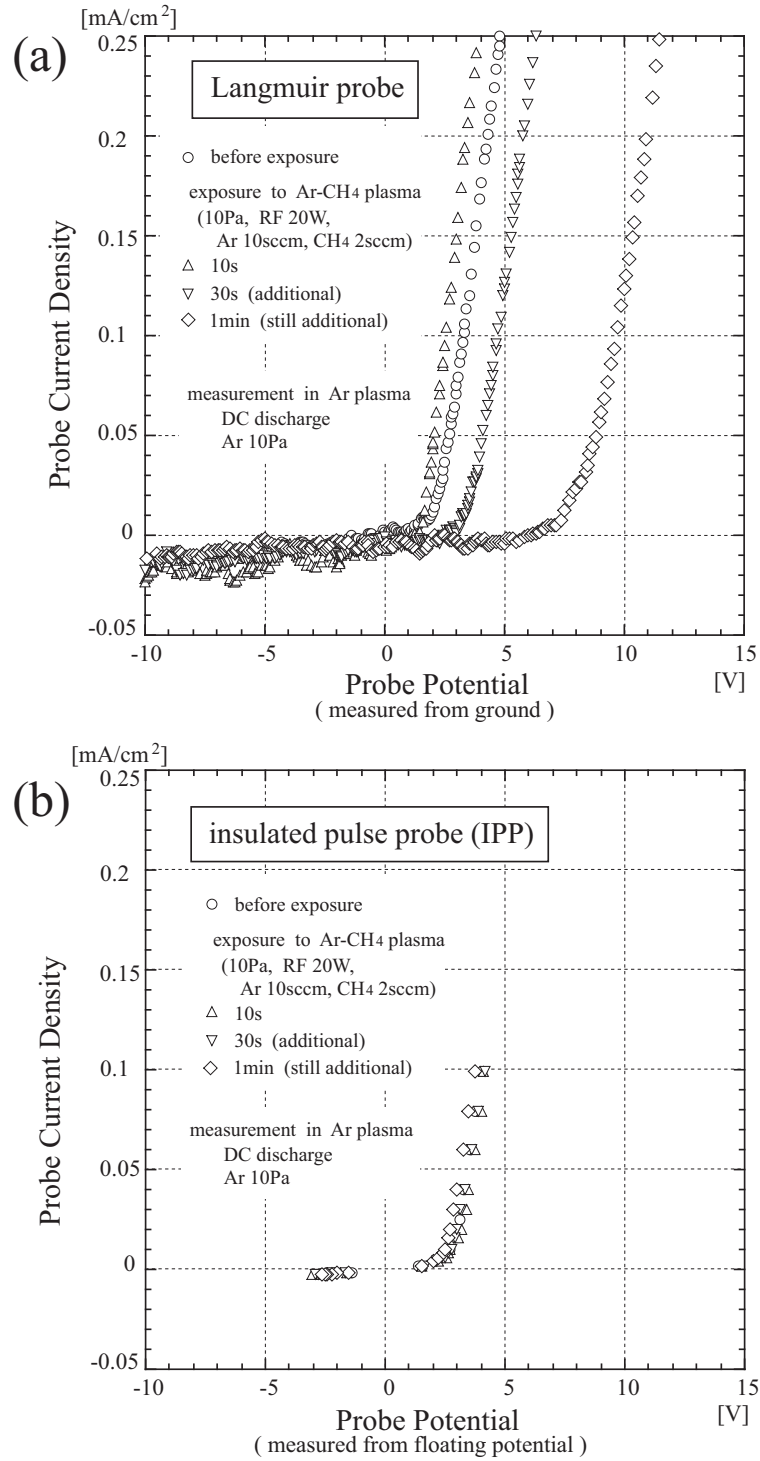 (a)
[mA/cm2]
0.25
0.2
0.15
0.1
0.05
0
-0.05
Probe Current Density
Langmuir probe
before exposure
exposure to Ar-CH4 plasma
(10Pa, RF 20W,
Ar 10sccm, CH4 2sccm)
10s
30s (additional)
1min (still additional)
measurement in Ar plasma
DC discharge
Ar 10Pa
-10 -5 0 5 10 15
Probe Potential [V]
( measured from ground )
(b)
[mA/cm2]
0.25
0.2
0.15
0.1
0.05
0
-0.05
Probe Current Density
insulated pulse probe (IPP)
before exposure
exposure to Ar-CH4 plasma
(10Pa, RF 20W,
Ar 10sccm, CH4 2sccm)
10s
30s (additional)
1min (still additional)
measurement in Ar plasma
DC discharge
Ar 10Pa
-10 -5 0 5 10 15
Probe Potential [V]
( measured from floating potential )